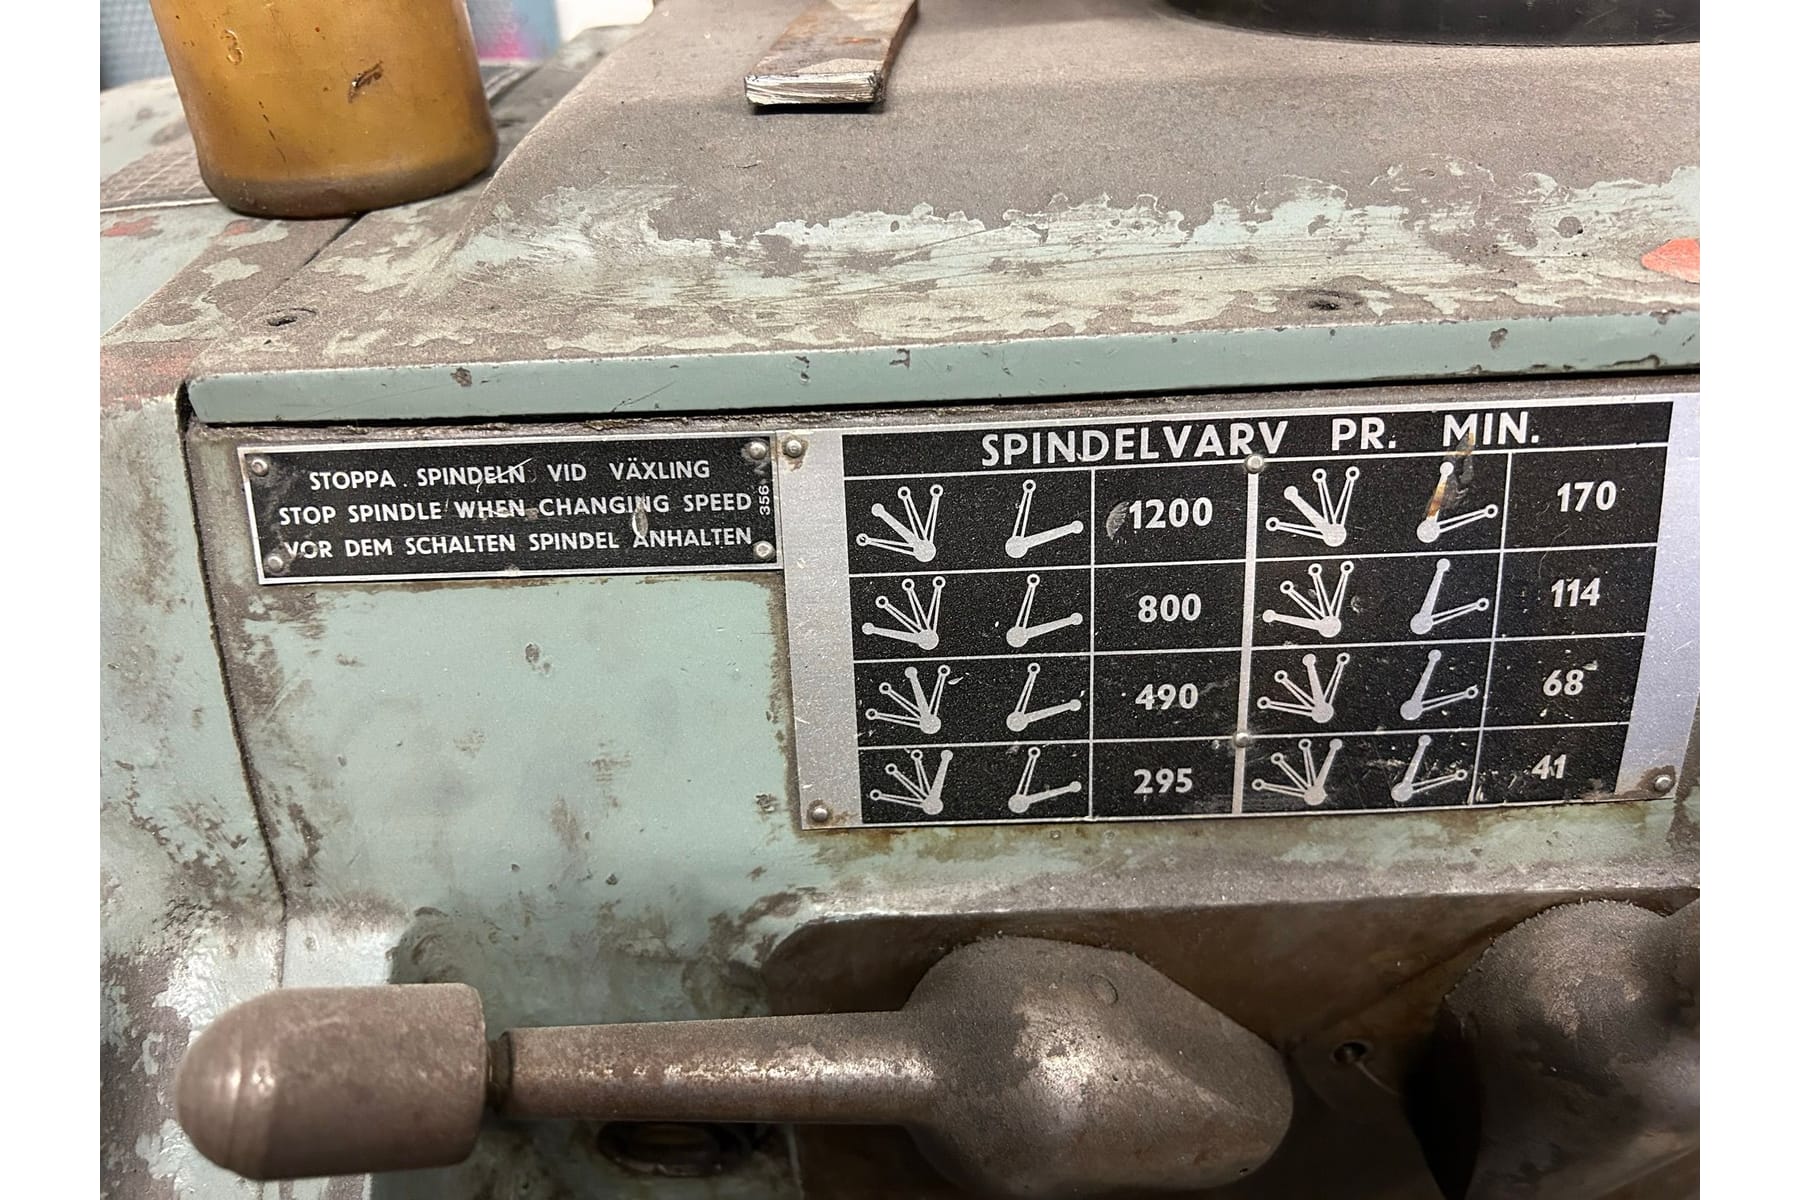 STOPPA SPINDELN VID VÄXLING
STOP SPINDLE WHEN CHANGING SPEED
VOR DEM SCHALTEN SPINDEL ANHALTEN
356
SPINDELVARV PR. MIN.
1200 170
800 114
490 68
295 41